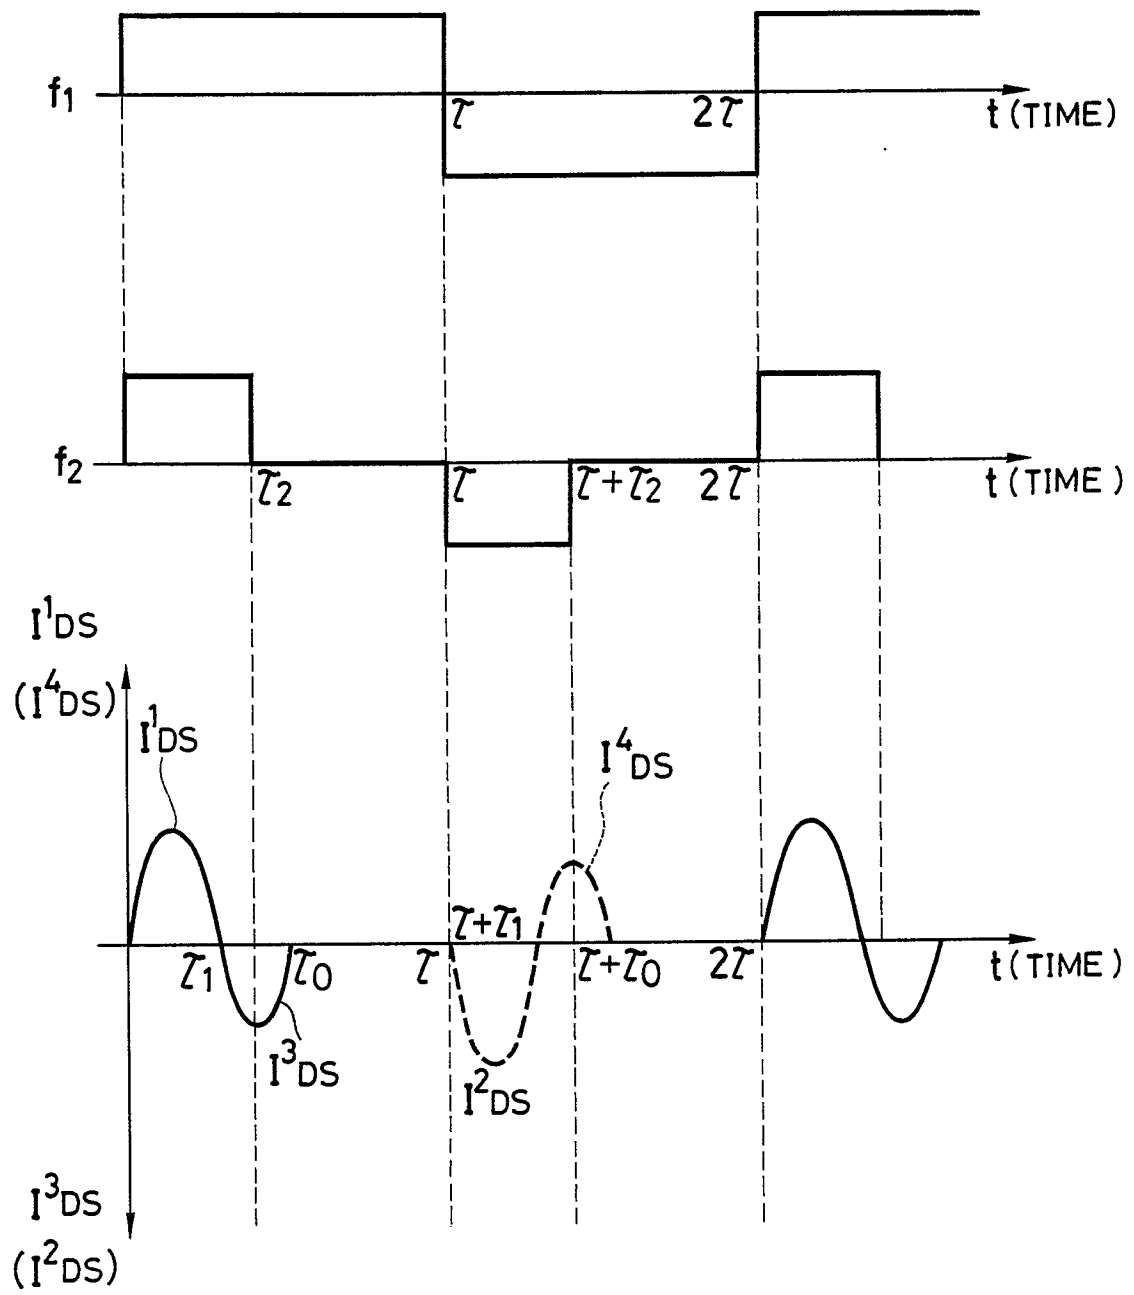 f1
τ
2τ
t (TIME)
f2
τ2
τ
τ+τ2
2τ
t (TIME)
I¹DS
(I⁴DS)
I¹DS
I⁴DS
τ+τ1
τ1
τ0
τ
τ+τ0
2τ
t (TIME)
I³DS
I²DS
I³DS
(I²DS)